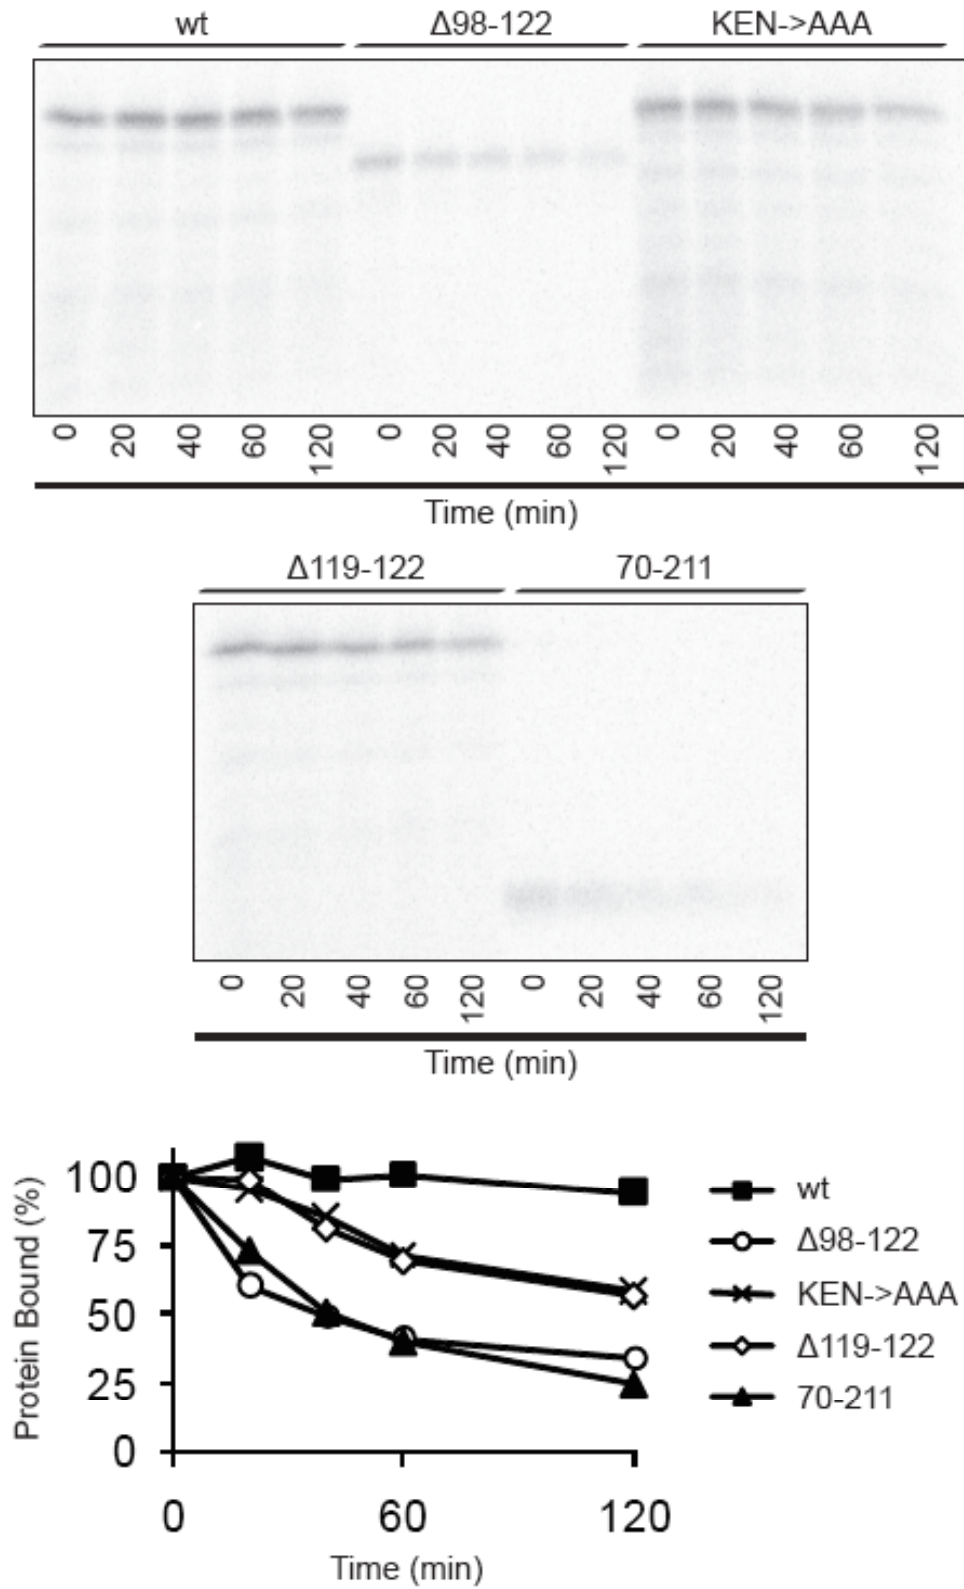 wt Δ98-122 KEN->AAA
0 20 40 60 120 0 20 40 60 120 0 20 40 60 120
Time (min)
Δ119-122 70-211
0 20 40 60 120 0 20 40 60 120
Time (min)
Protein Bound (%)
100
75
50
25
0
0 60 120
Time (min)
wt
Δ98-122
KEN->AAA
Δ119-122
70-211